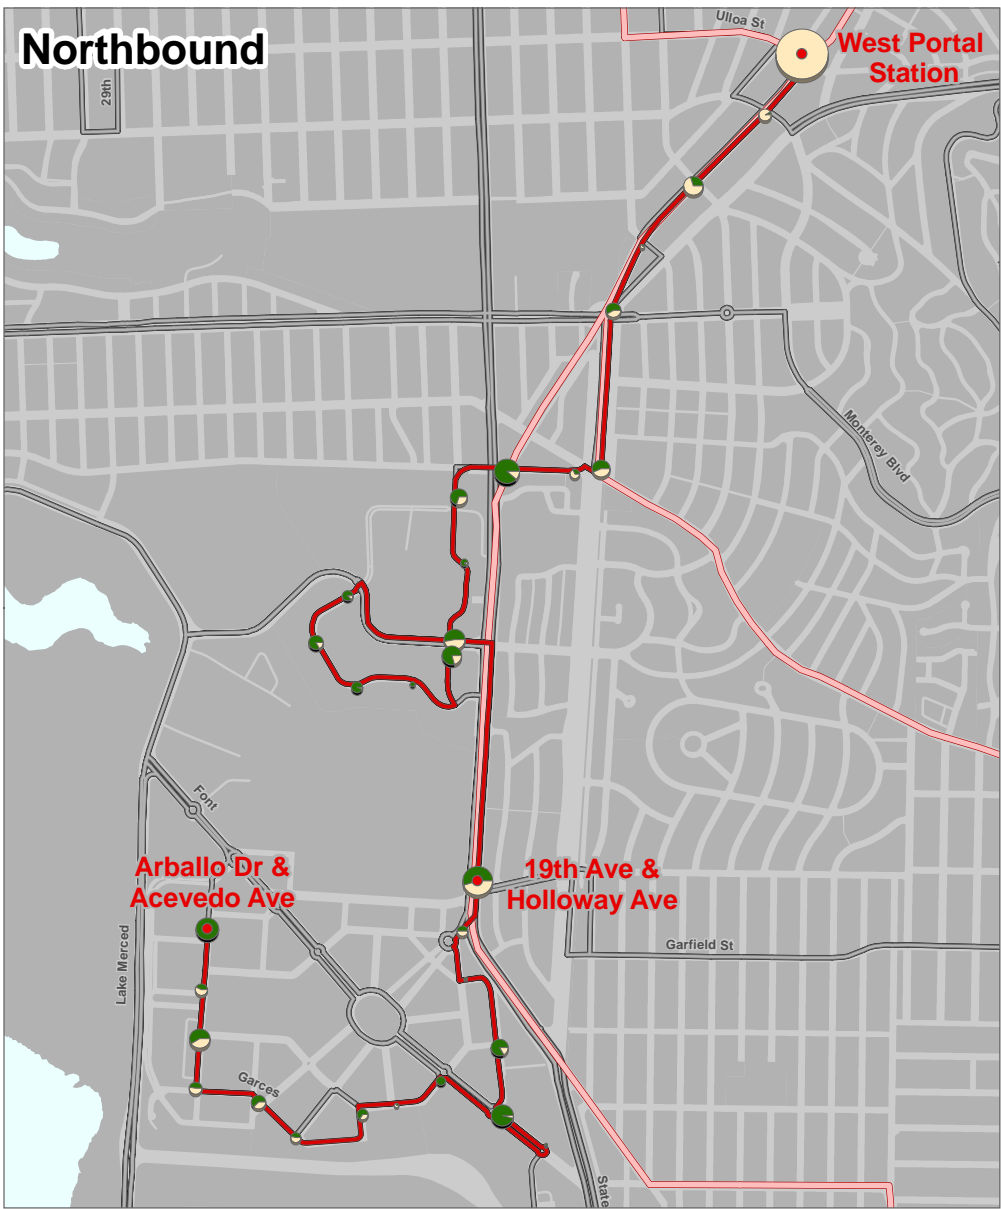 Northbound
Ulloa St
West Portal
Station
29th
Monterey Blvd
Font
Arballo Dr &
Acevedo Ave
19th Ave &
Holloway Ave
Garfield St
Lake Merced
Garces
State